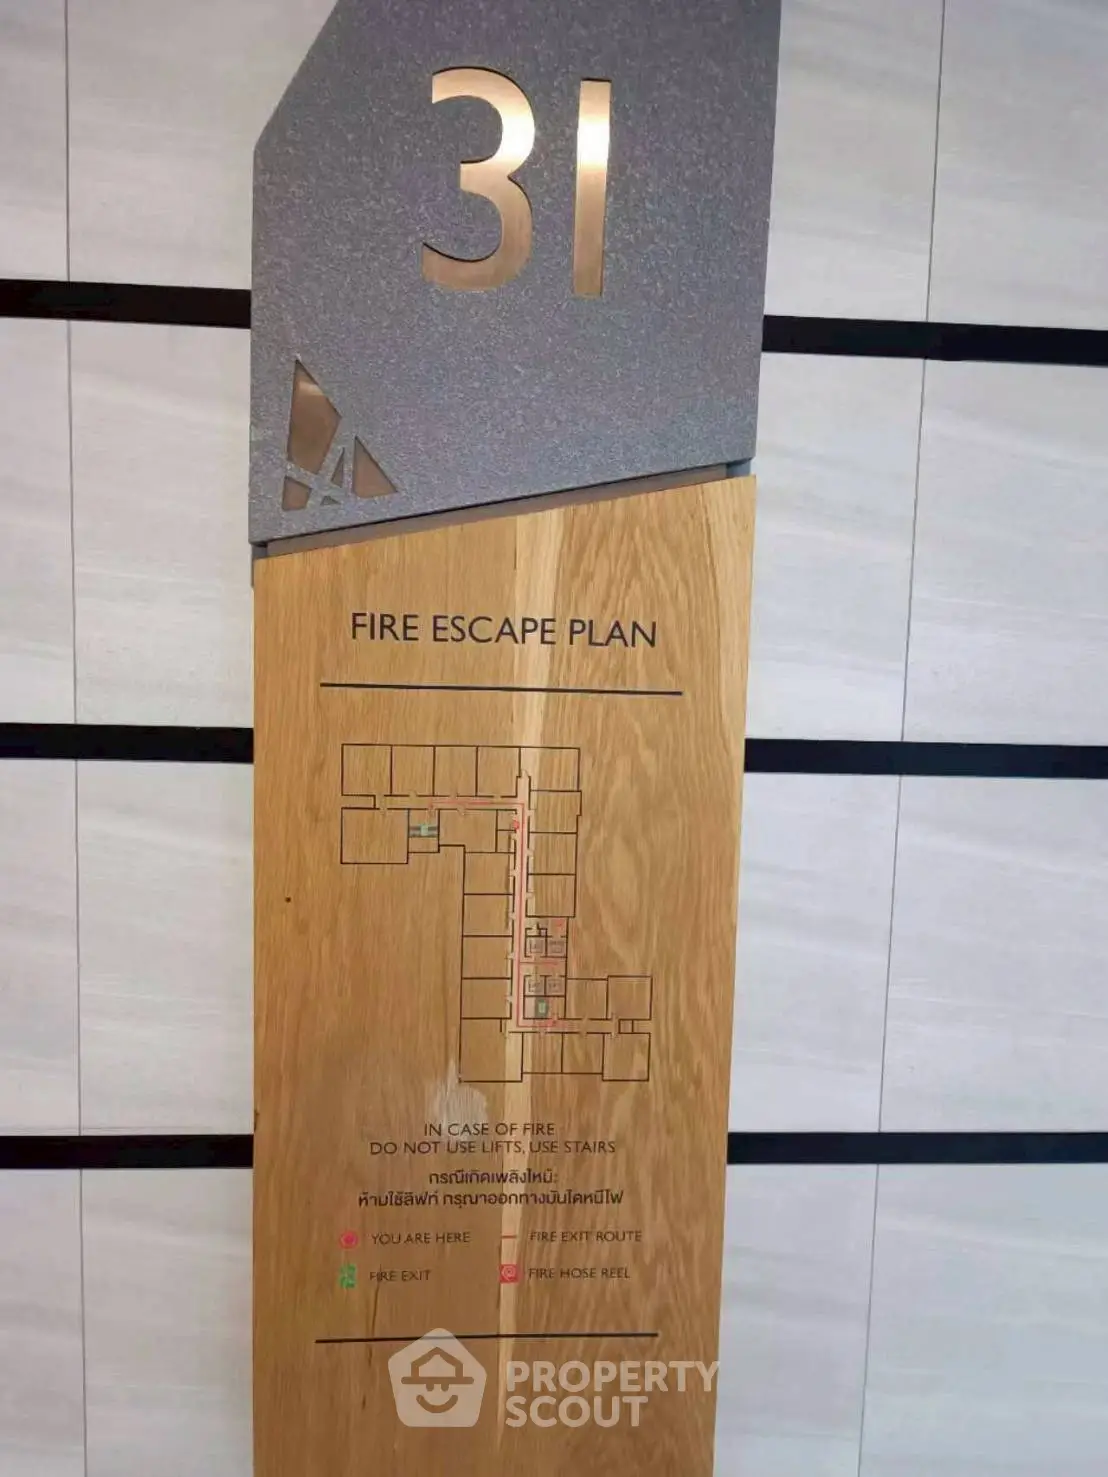 31
FIRE ESCAPE PLAN
IN CASE OF FIRE
DO NOT USE LIFTS, USE STAIRS
กรณีเกิดเพลิงไหม้:
ห้ามใช้ลิฟท์ กรุณาออกทางบันไดหนีไฟ
YOU ARE HERE
FIRE EXIT ROUTE
FIRE EXIT
FIRE HOSE REEL
PROPERTY
SCOUT